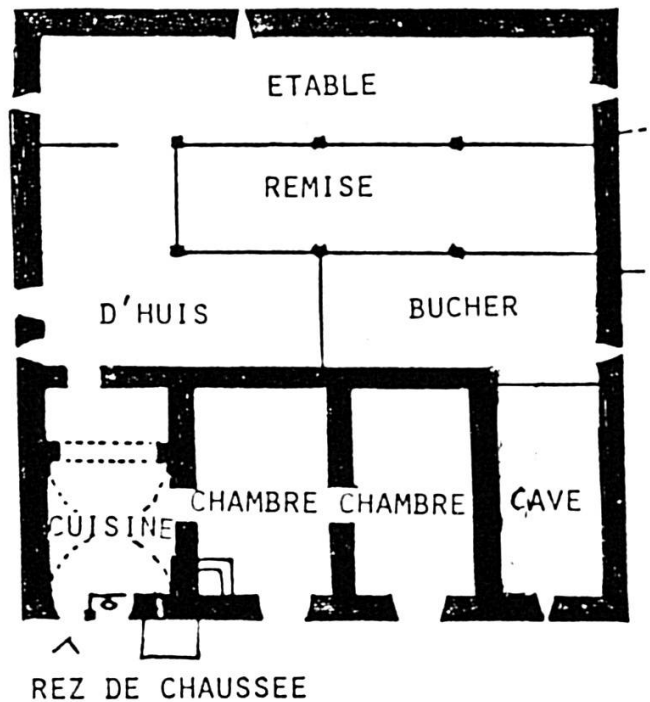 ETABLE
REMISE
D'HUIS
BUCHER
CHAMBRE CHAMBRE CAVE
CUISINE
REZ DE CHAUSSEE